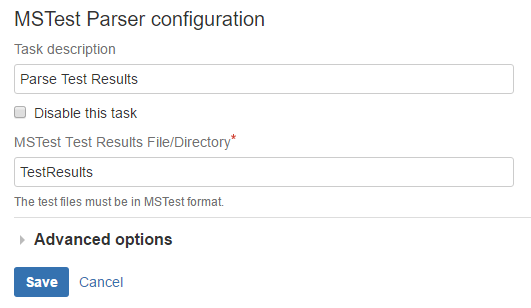 MSTest Parser configuration
Task description
Parse Test Results
Disable this task
MSTest Test Results File/Directory*
TestResults
The test files must be in MSTest format.
Advanced options
Save Cancel